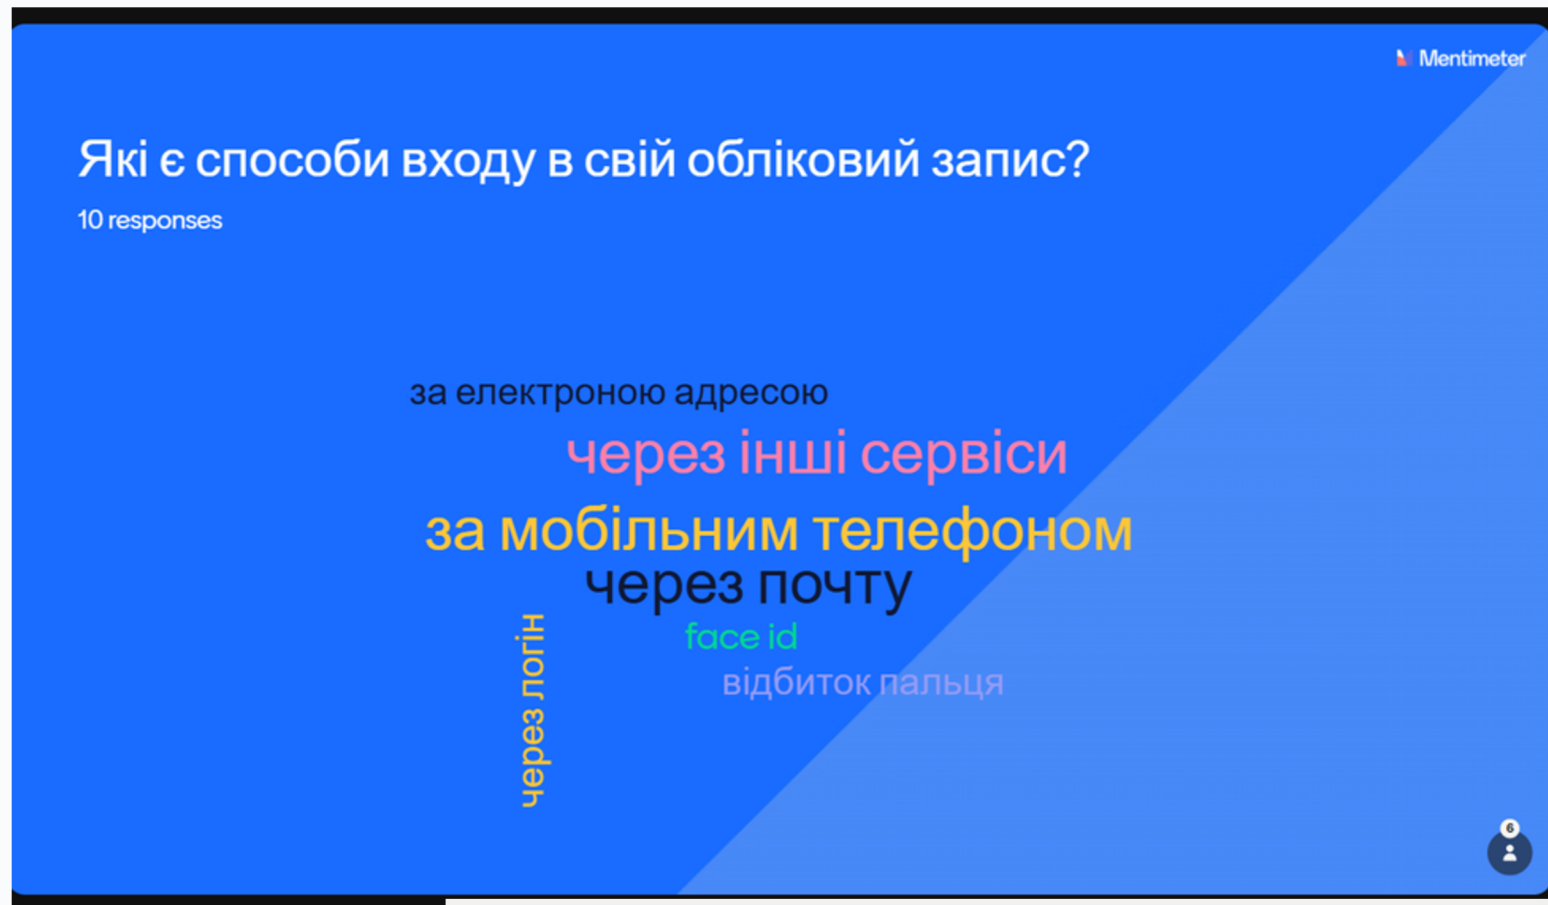 Mentimeter
Які є способи входу в свій обліковий запис?
10 responses
за електроною адресою
через інші сервіси
за мобільним телефоном
через почту
через логін
face id
відбиток пальця
6